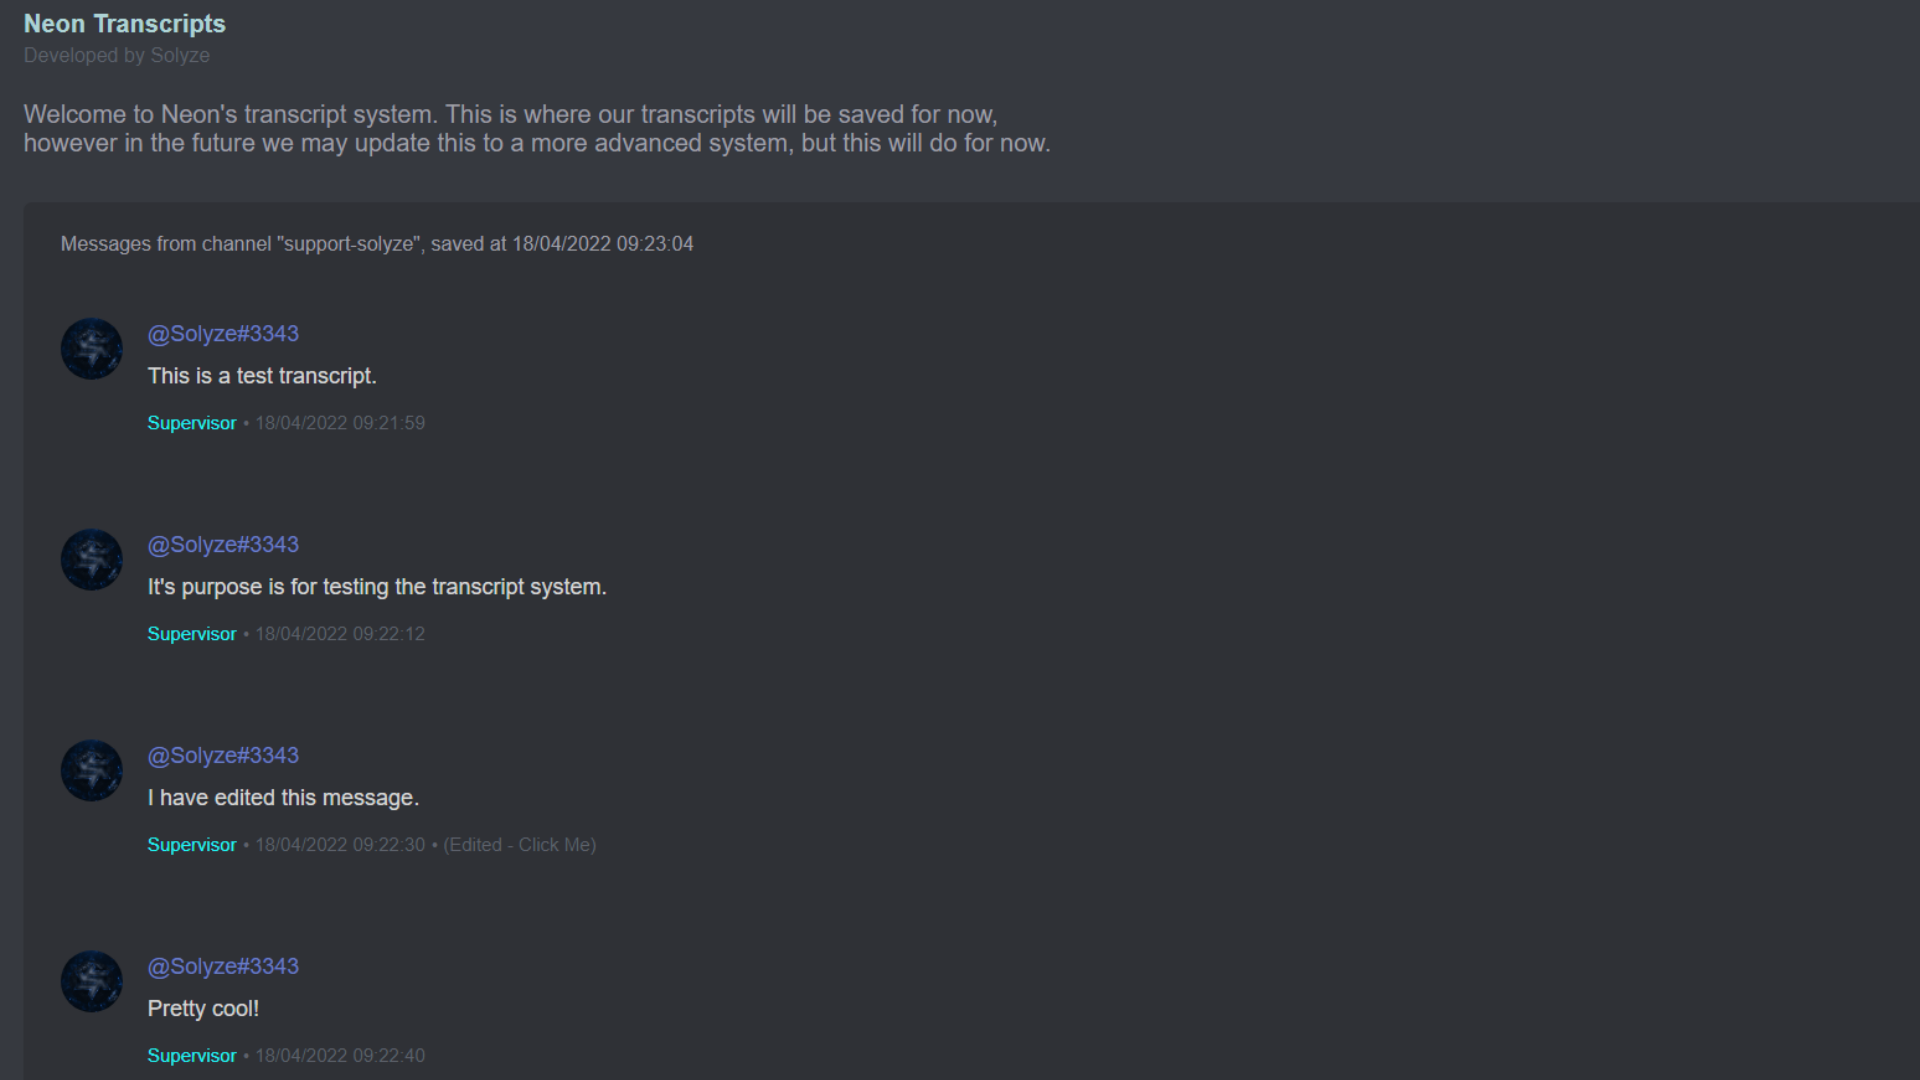 Neon Transcripts
Developed by Solyze
Welcome to Neon's transcript system. This is where our transcripts will be saved for now,
however in the future we may update this to a more advanced system, but this will do for now.
Messages from channel "support-solyze", saved at 18/04/2022 09:23:04
@Solyze#3343
This is a test transcript.
Supervisor • 18/04/2022 09:21:59
@Solyze#3343
It's purpose is for testing the transcript system.
Supervisor • 18/04/2022 09:22:12
@Solyze#3343
I have edited this message.
Supervisor • 18/04/2022 09:22:30 • (Edited - Click Me)
@Solyze#3343
Pretty cool!
Supervisor • 18/04/2022 09:22:40